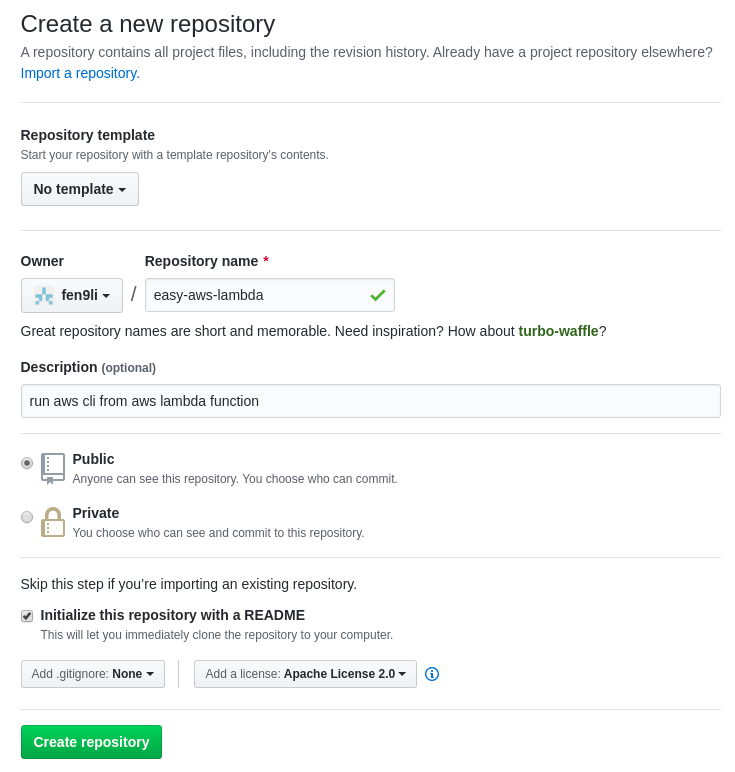 Create a new repository
A repository contains all project files, including the revision history. Already have a project repository elsewhere?
Import a repository.
Repository template
Start your repository with a template repository's contents.
No template
Owner
Repository name *
fen9li
/
easy-aws-lambda
Great repository names are short and memorable. Need inspiration? How about turbo-waffle?
Description (optional)
run aws cli from aws lambda function
Public
Anyone can see this repository. You choose who can commit.
Private
You choose who can see and commit to this repository.
Skip this step if you’re importing an existing repository.
Initialize this repository with a README
This will let you immediately clone the repository to your computer.
Add .gitignore: None
Add a license: Apache License 2.0
Create repository